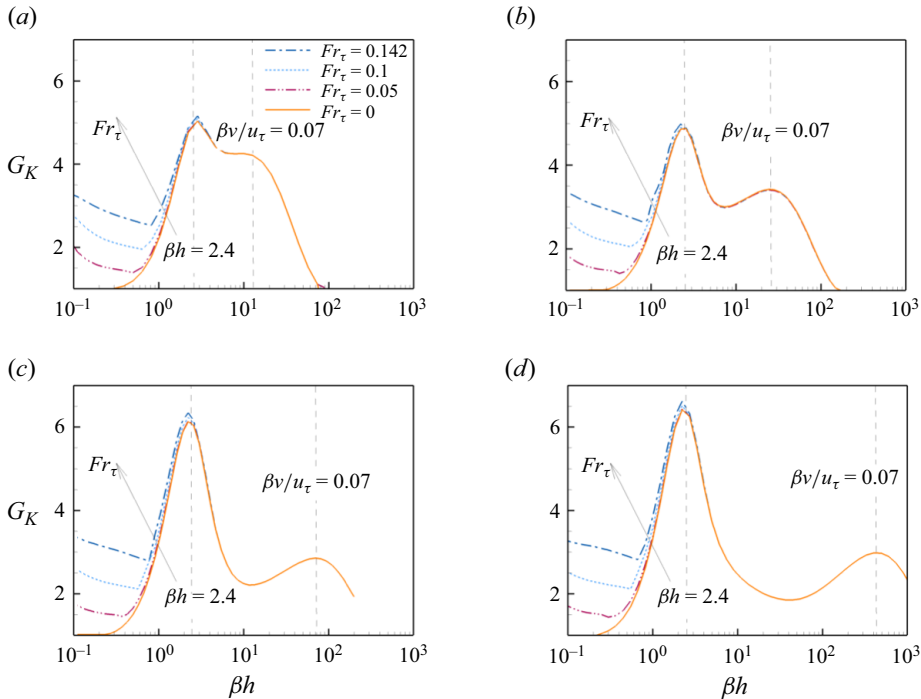 (a)
(b)
Fr_τ = 0.142
Fr_τ = 0.1
Fr_τ = 0.05
Fr_τ = 0
6
4
2
G_K
Fr_τ
βν/u_τ = 0.07
βh = 2.4
10^−1 10^0 10^1 10^2 10^3
6
4
2
Fr_τ
βν/u_τ = 0.07
βh = 2.4
10^−1 10^0 10^1 10^2 10^3
(c)
(d)
6
4
2
G_K
Fr_τ
βν/u_τ = 0.07
βh = 2.4
10^−1 10^0 10^1 10^2 10^3
βh
6
4
2
Fr_τ
βν/u_τ = 0.07
βh = 2.4
10^−1 10^0 10^1 10^2 10^3
βh